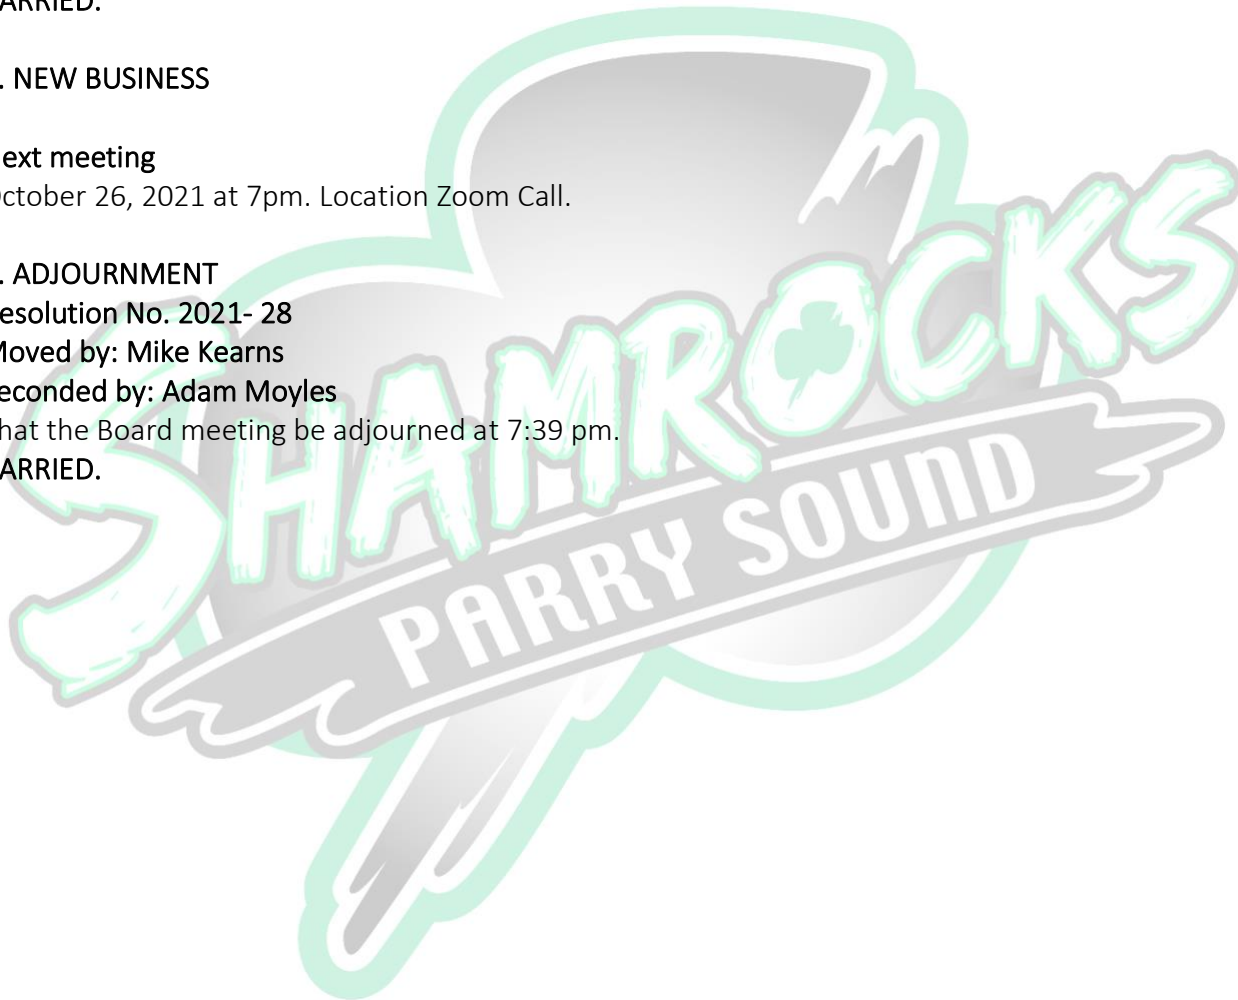 ARRIED.
. NEW BUSINESS
ext meeting
ctober 26, 2021 at 7pm. Location Zoom Call.
. ADJOURNMENT
esolution No. 2021- 28
Moved by: Mike Kearns
econded by: Adam Moyles
hat the Board meeting be adjourned at 7:39 pm.
ARRIED.
SHAMROCKS
PARRY SOUND